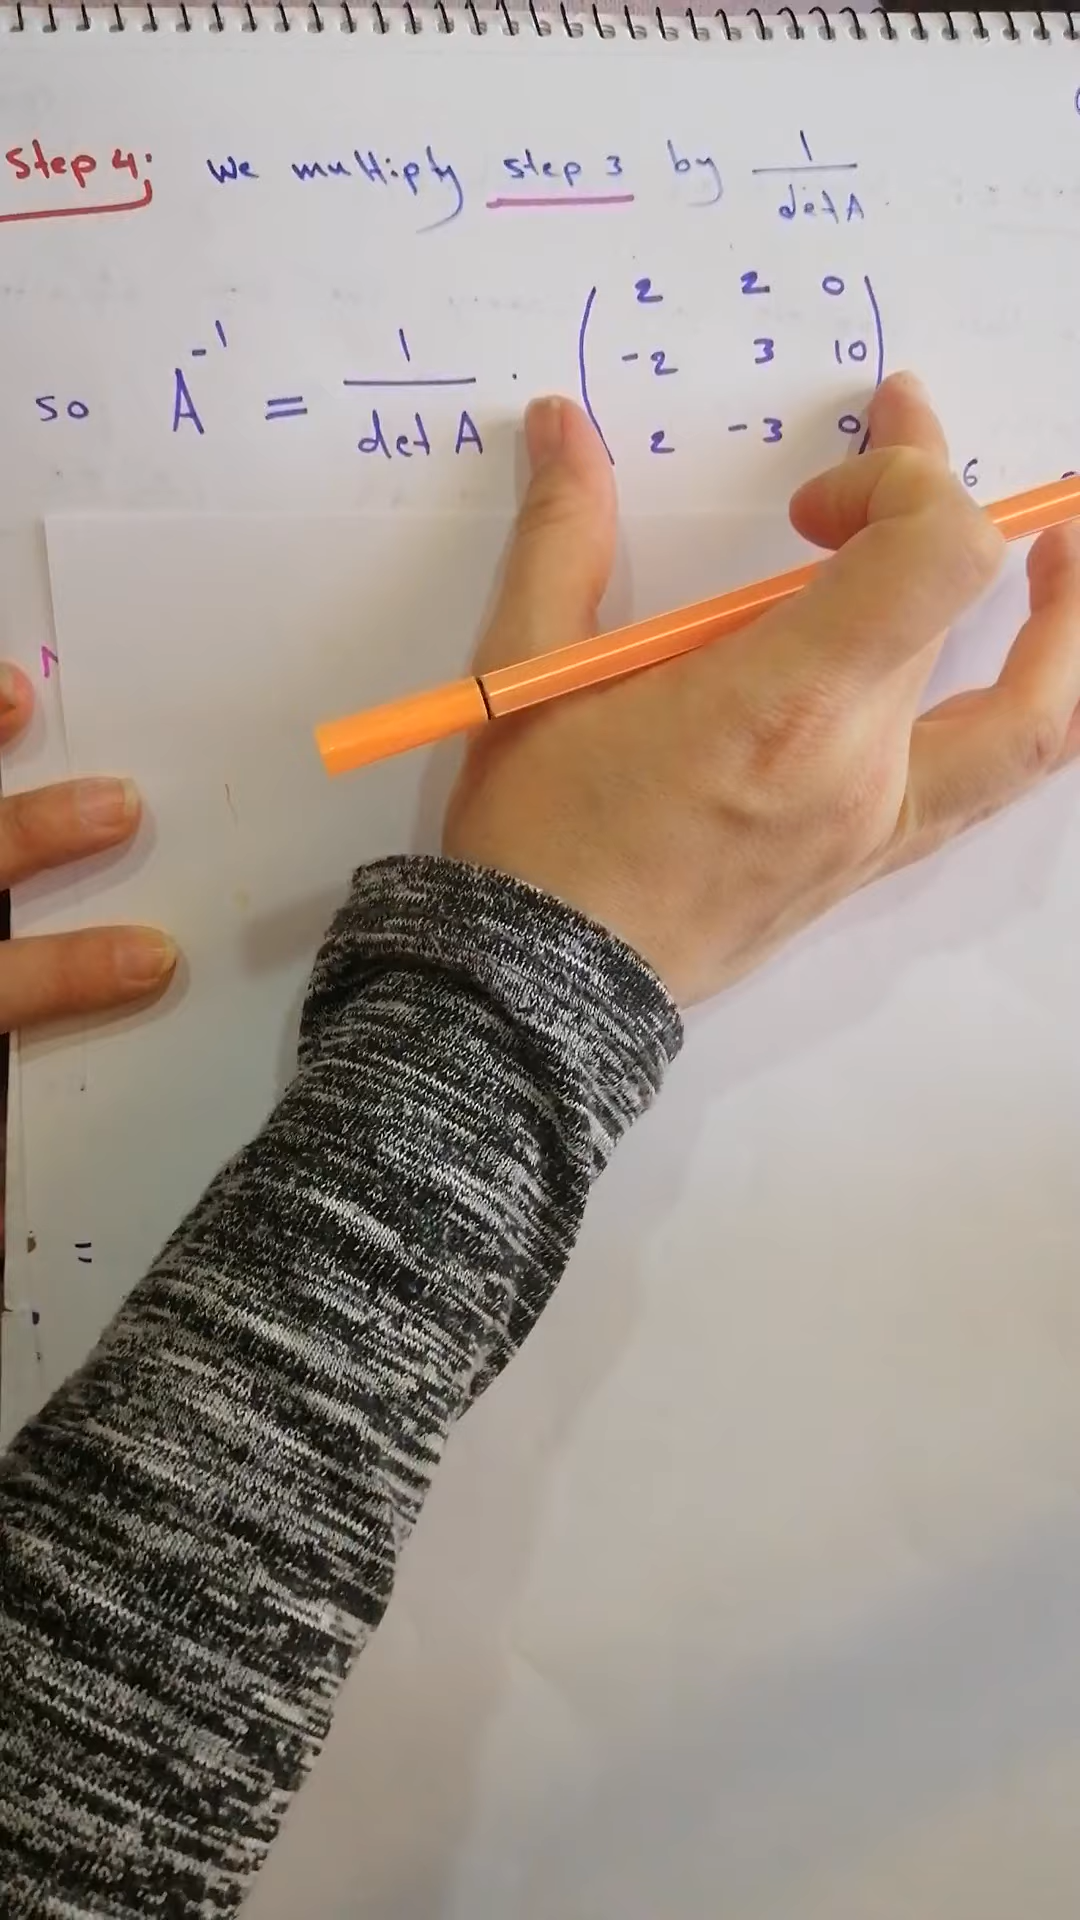 Step 4: We multiply step 3 by 1/det A
so A⁻¹ = 1/det A · ( 2 2 0
-2 3 10
2 -3 0 )
6
=